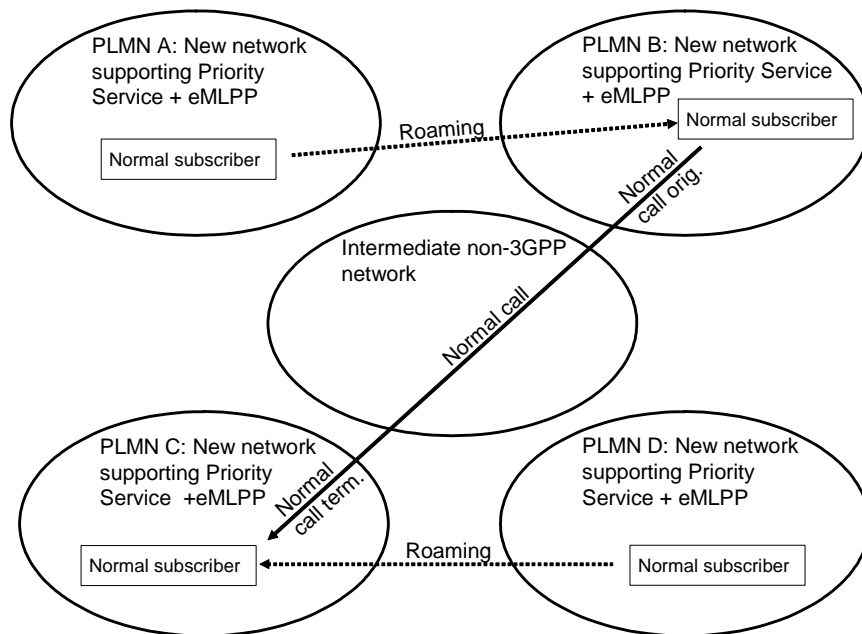 PLMN A: New network
supporting Priority
Service + eMLPP
Normal subscriber
PLMN B: New network
supporting Priority Service
+ eMLPP
Normal subscriber
Roaming
Normal
call orig.
Intermediate non-3GPP
network
Normal call
PLMN C: New network
supporting Priority
Service +eMLPP
Normal
call term.
Normal subscriber
PLMN D: New network
supporting Priority
Service + eMLPP
Roaming
Normal subscriber